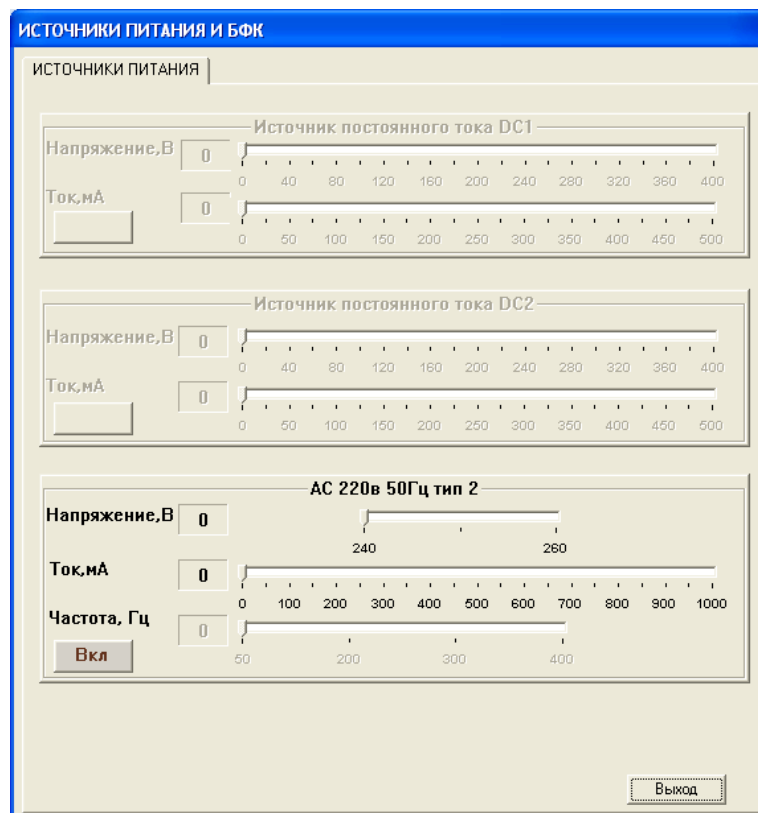 ИСТОЧНИКИ ПИТАНИЯ И БФК
ИСТОЧНИКИ ПИТАНИЯ
Источник постоянного тока DC1
Напряжение,В 0
0 40 80 120 160 200 240 280 320 360 400
Ток,мА 0
0 50 100 150 200 250 300 350 400 450 500
Источник постоянного тока DC2
Напряжение,В 0
0 40 80 120 160 200 240 280 320 360 400
Ток,мА 0
0 50 100 150 200 250 300 350 400 450 500
АС 220в 50Гц тип 2
Напряжение,В 0
240 260
Ток,мА 0
0 100 200 300 400 500 600 700 800 900 1000
Частота, Гц 0
Вкл
50 200 300 400
Выход